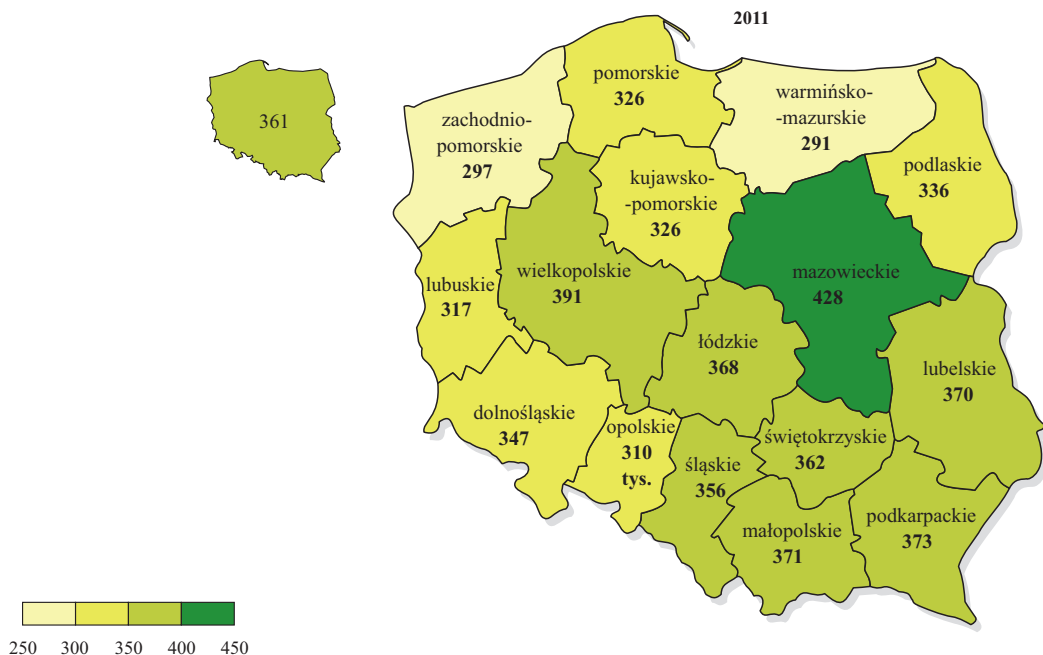 2011
361
pomorskie
326
warmińsko-
-mazurskie
291
zachodnio-
pomorskie
297
podlaskie
336
kujawsko-
-pomorskie
326
lubuskie
317
wielkopolskie
391
mazowieckie
428
łódzkie
368
lubelskie
370
dolnośląskie
347
opolskie
310
tys.
śląskie
356
świętokrzyskie
362
małopolskie
371
podkarpackie
373
250 300 350 400 450